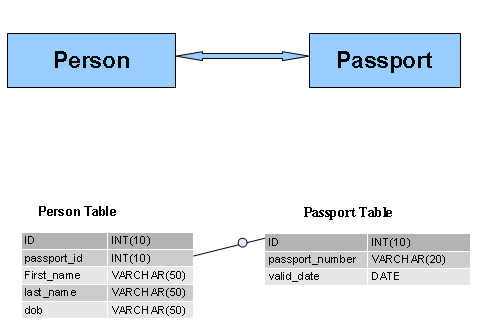 Person Passport
Person Table Passport Table
ID INT(10)
passport_id INT(10)
First_name VARCHAR(50)
last_name VARCHAR(50)
dob VARCHAR(50)
ID INT(10)
passport_number VARCHAR(20)
valid_date DATE